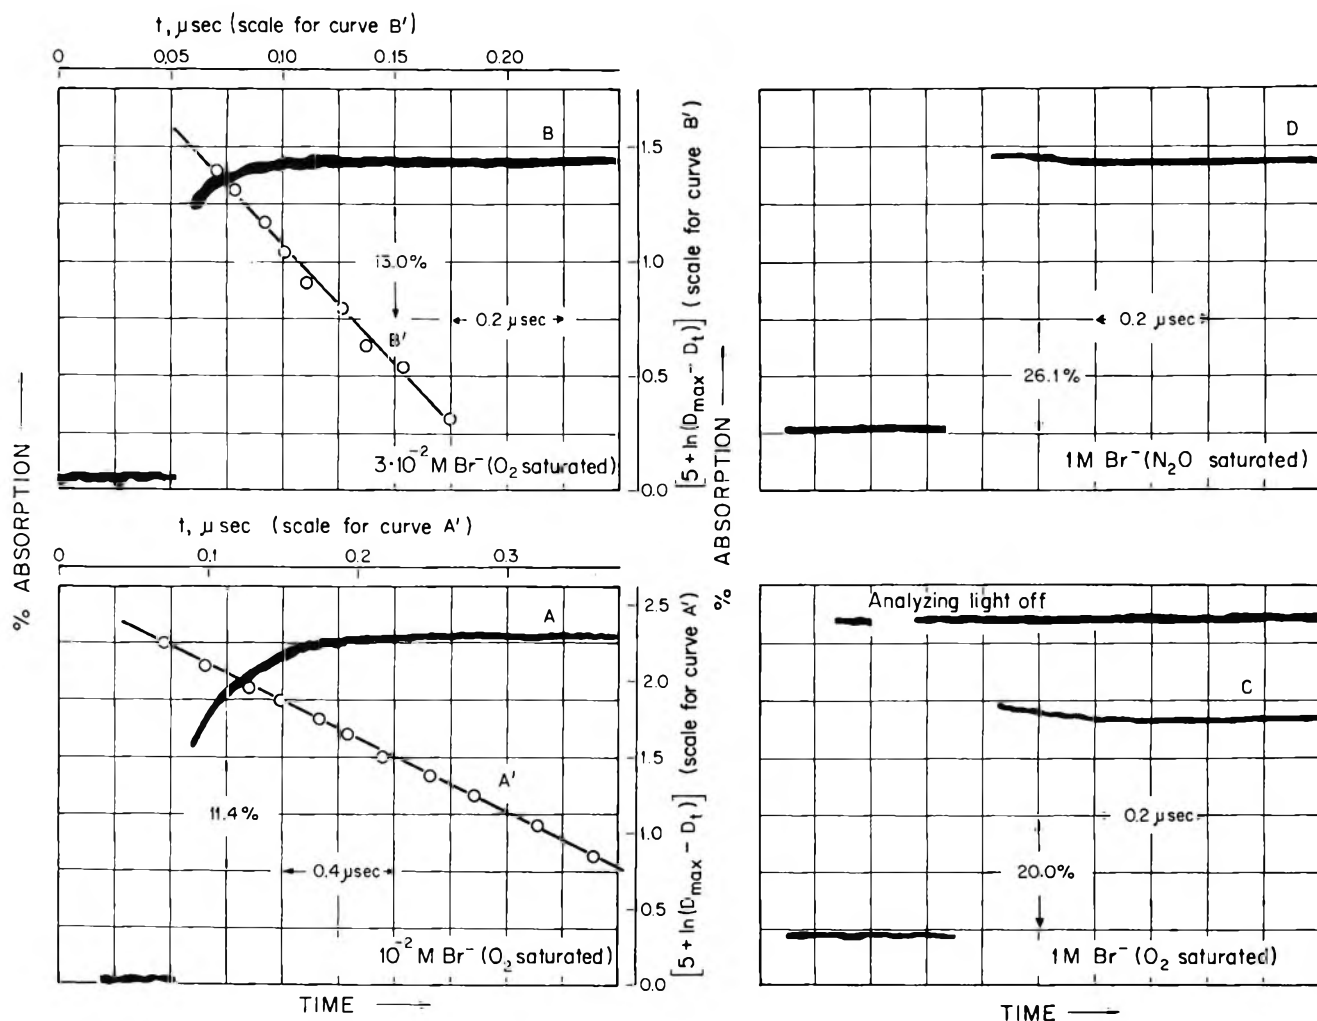 t, μsec (scale for curve B')
0 0.05 0.10 0.15 0.20
B
1.5
13.0%
1.0
B'
0.2 μsec
0.5
3·10⁻² M Br⁻ (O₂ saturated)
0.0
[5 + ln (Dmax − Dt)] (scale for curve B')
% ABSORPTION
t, μ sec (scale for curve A')
0 0.1 0.2 0.3
A
2.5
2.0
A'
1.5
11.4%
1.0
0.4 μsec
0.5
10⁻² M Br⁻ (O₂ saturated)
0.0
[5 + ln (Dmax − Dt)] (scale for curve A')
TIME
D
0.2 μsec
26.1%
1M Br⁻ (N₂O saturated)
% ABSORPTION
Analyzing light off
C
0.2 μsec
20.0%
1M Br⁻ (O₂ saturated)
TIME